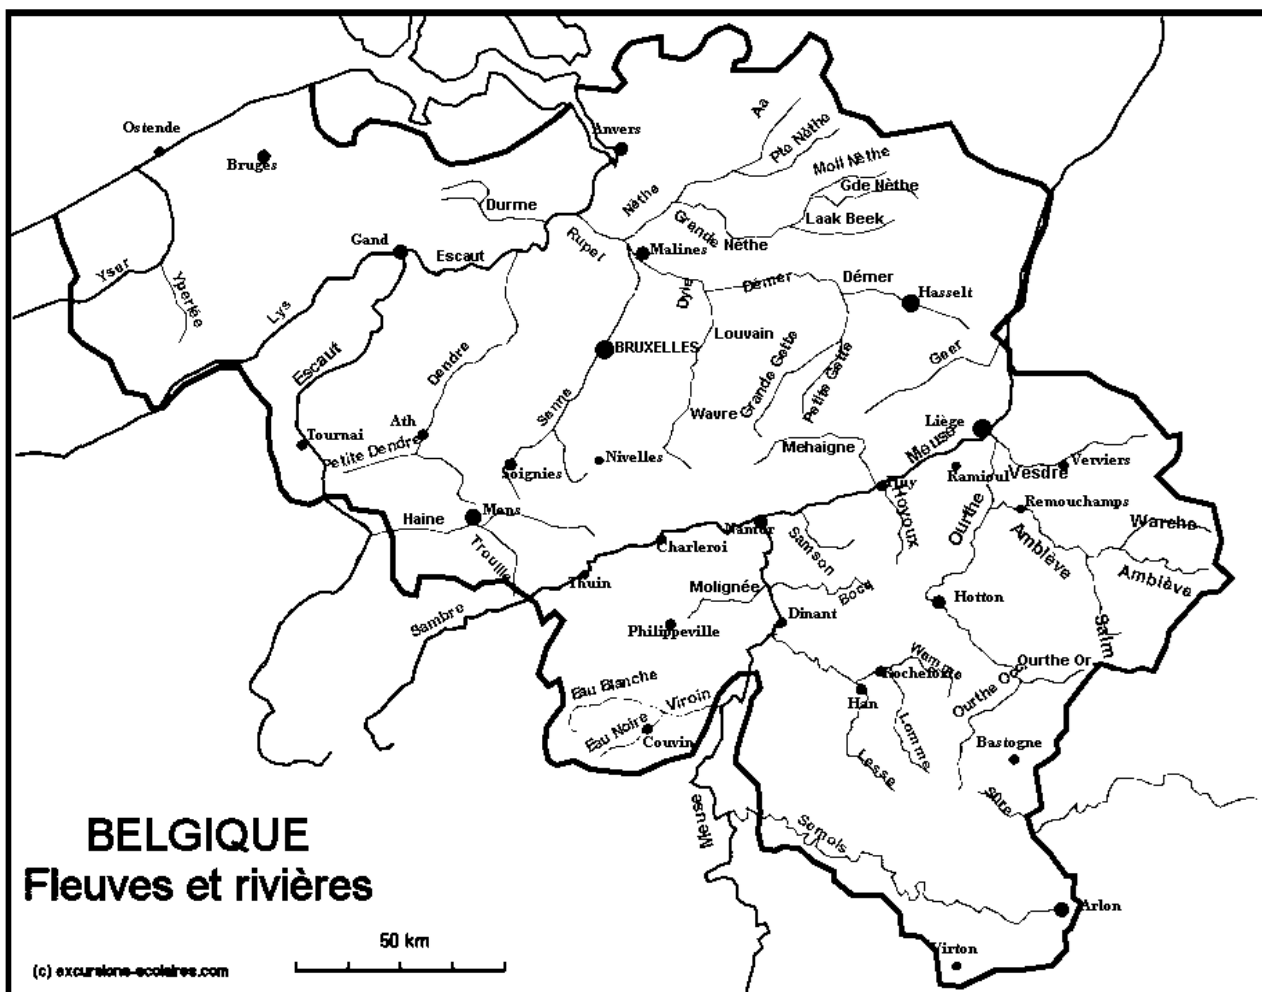 Aa
Ostende
Anvers
Pte Nèthe
Bruges
Moll Nèthe
Gde Nèthe
Durme
Nèthe
Laak Beek
Grande
Nèthe
Rupel
Gand
Escaut
Malines
Yser
Yperlée
Dyle
Démer
Démer
Hasselt
Lys
Louvain
BRUXELLES
Escaut
Dendre
Grande Gette
Petite Gette
Geer
Senne
Wavre
Ath
Liège
Tournai
Meuse
Petite Dendre
Mehaigne
Nivelles
Verviers
Soignies
Ramioul
Vesdre
Huy
Hoyoux
Ourthe
Remouchamps
Mons
Haine
Namur
Warche
Trouille
Charleroi
Samson
Amblève
Thuin
Molignée
Bocq
Amblève
Hotton
Sambre
Philippeville
Dinant
Salm
Wamme
Ourthe Or.
Rochefort
Eau Blanche
Viroin
Han
Ourthe Occ.
Eau Noire
Couvin
Lomme
Bastogne
Lesse
Sûre
Meuse
Semois
BELGIQUE
Fleuves et rivières
Arlon
50 km
Virton
(c) excursions-scolaires.com